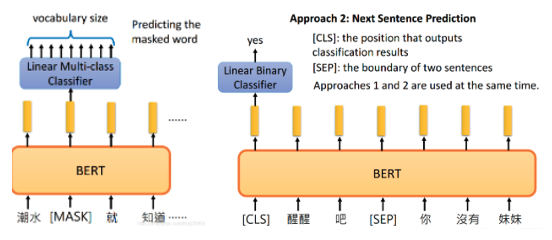 vocabulary size
Predicting the
masked word
Linear Multi-class
Classifier
......
BERT
潮水 [MASK] 就 知道 ......
Approach 2: Next Sentence Prediction
yes
[CLS]: the position that outputs
classification results
[SEP]: the boundary of two sentences
Approaches 1 and 2 are used at the same time.
Linear Binary
Classifier
BERT
[CLS] 醒醒 吧 [SEP] 你 沒有 妹妹